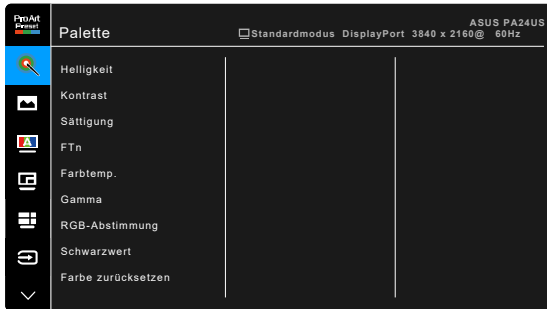 ProArt
Preset
Palette
ASUS PA24US
Standardmodus DisplayPort 3840 x 2160@ 60Hz
Helligkeit
Kontrast
Sättigung
FTn
Farbtemp.
Gamma
RGB-Abstimmung
Schwarzwert
Farbe zurücksetzen
A